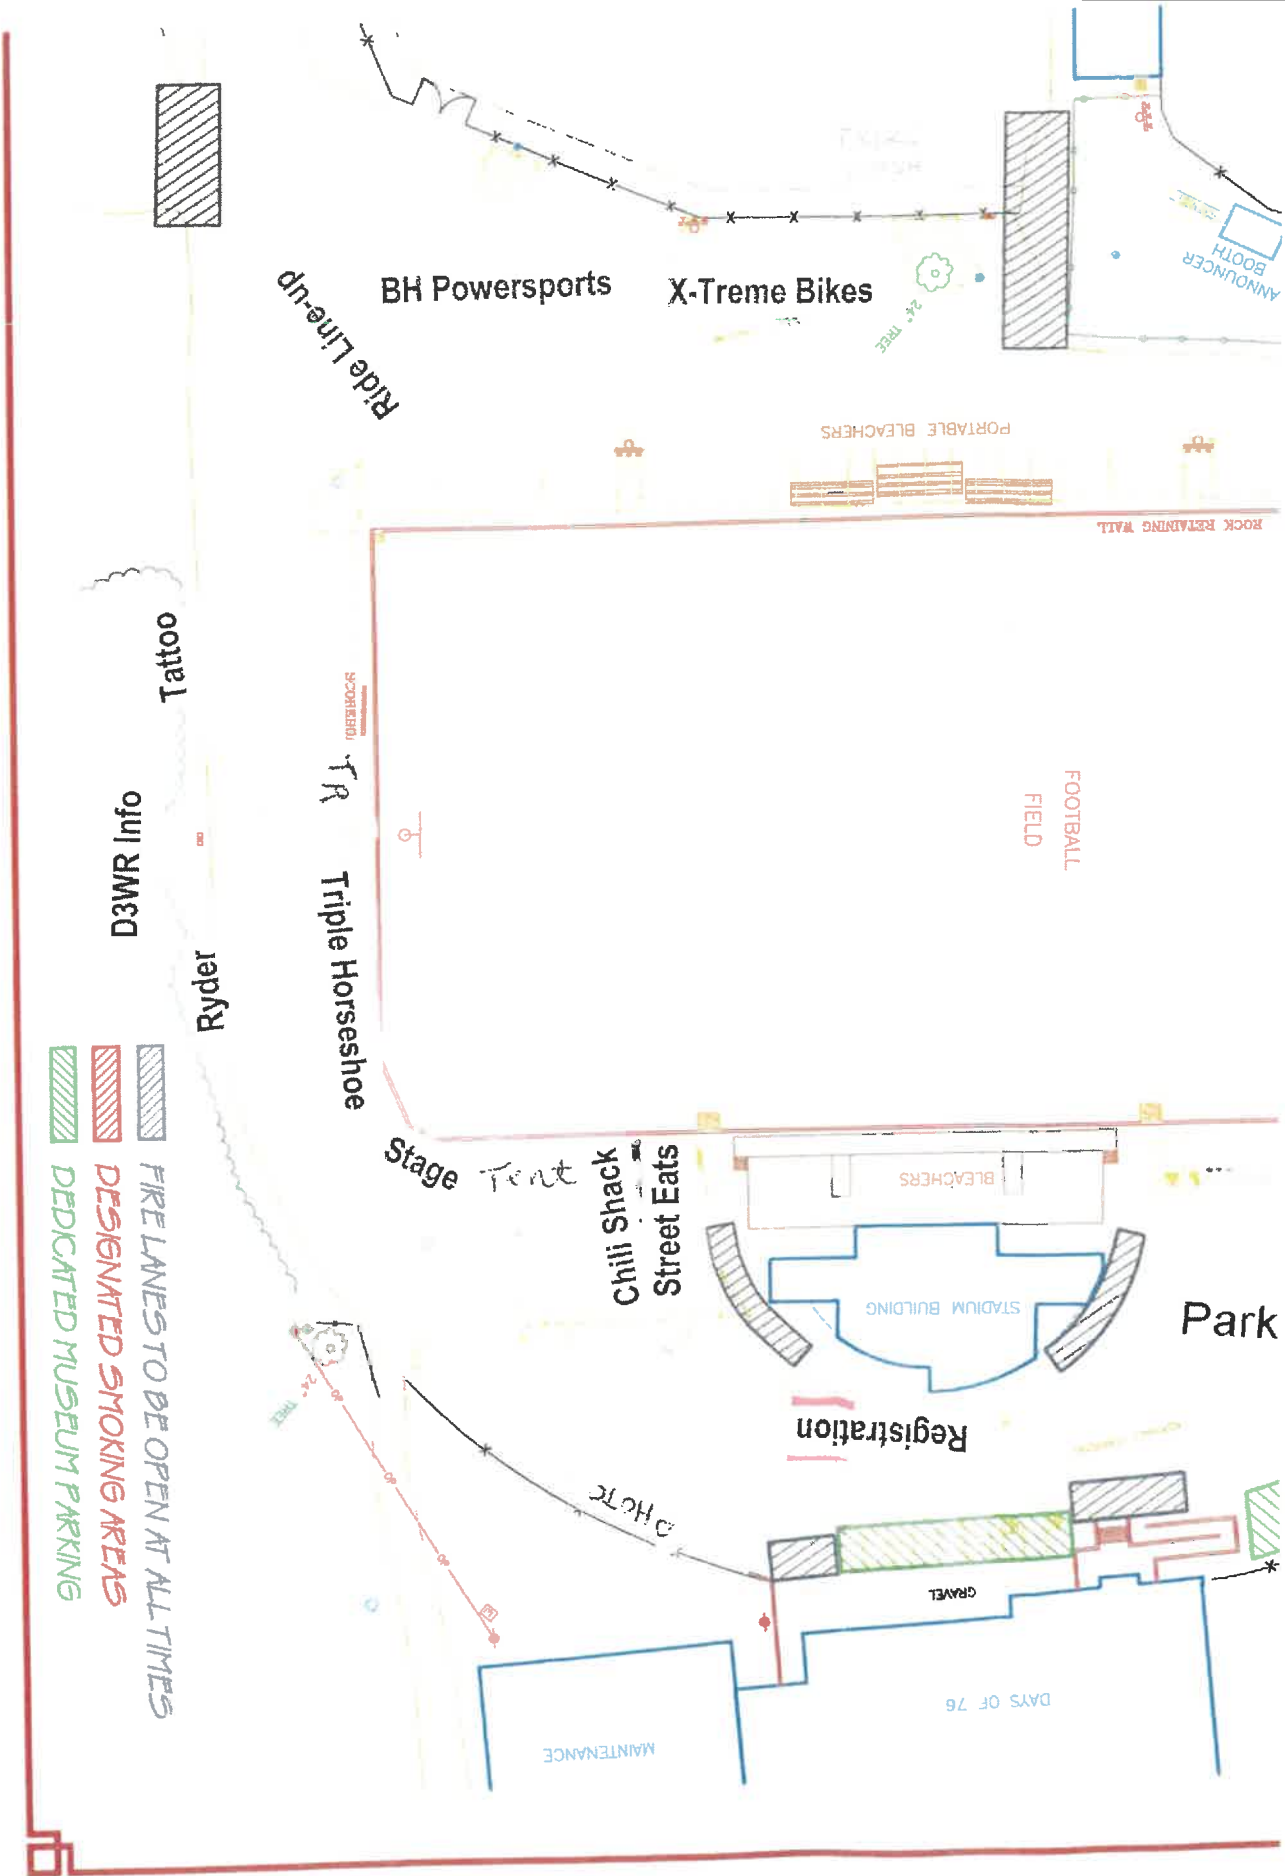 BH Powersports
X-Treme Bikes
Ride Line-up
24" TREE
ANNOUNCER
BOOTH
PORTABLE BLEACHERS
ROCK RETAINING WALL
Tattoo
SCOREBD
TR
D3WR Info
Ryder
Triple Horseshoe
FOOTBALL
FIELD
Stage
Tent
Chili Shack
Street Eats
BLEACHERS
STADIUM BUILDING
Park
Registration
24" TREE
GRAVEL
DAYS OF 76
MAINTENANCE
FIRE LANES TO BE OPEN AT ALL TIMES
DESIGNATED SMOKING AREAS
DEDICATED MUSEUM PARKING